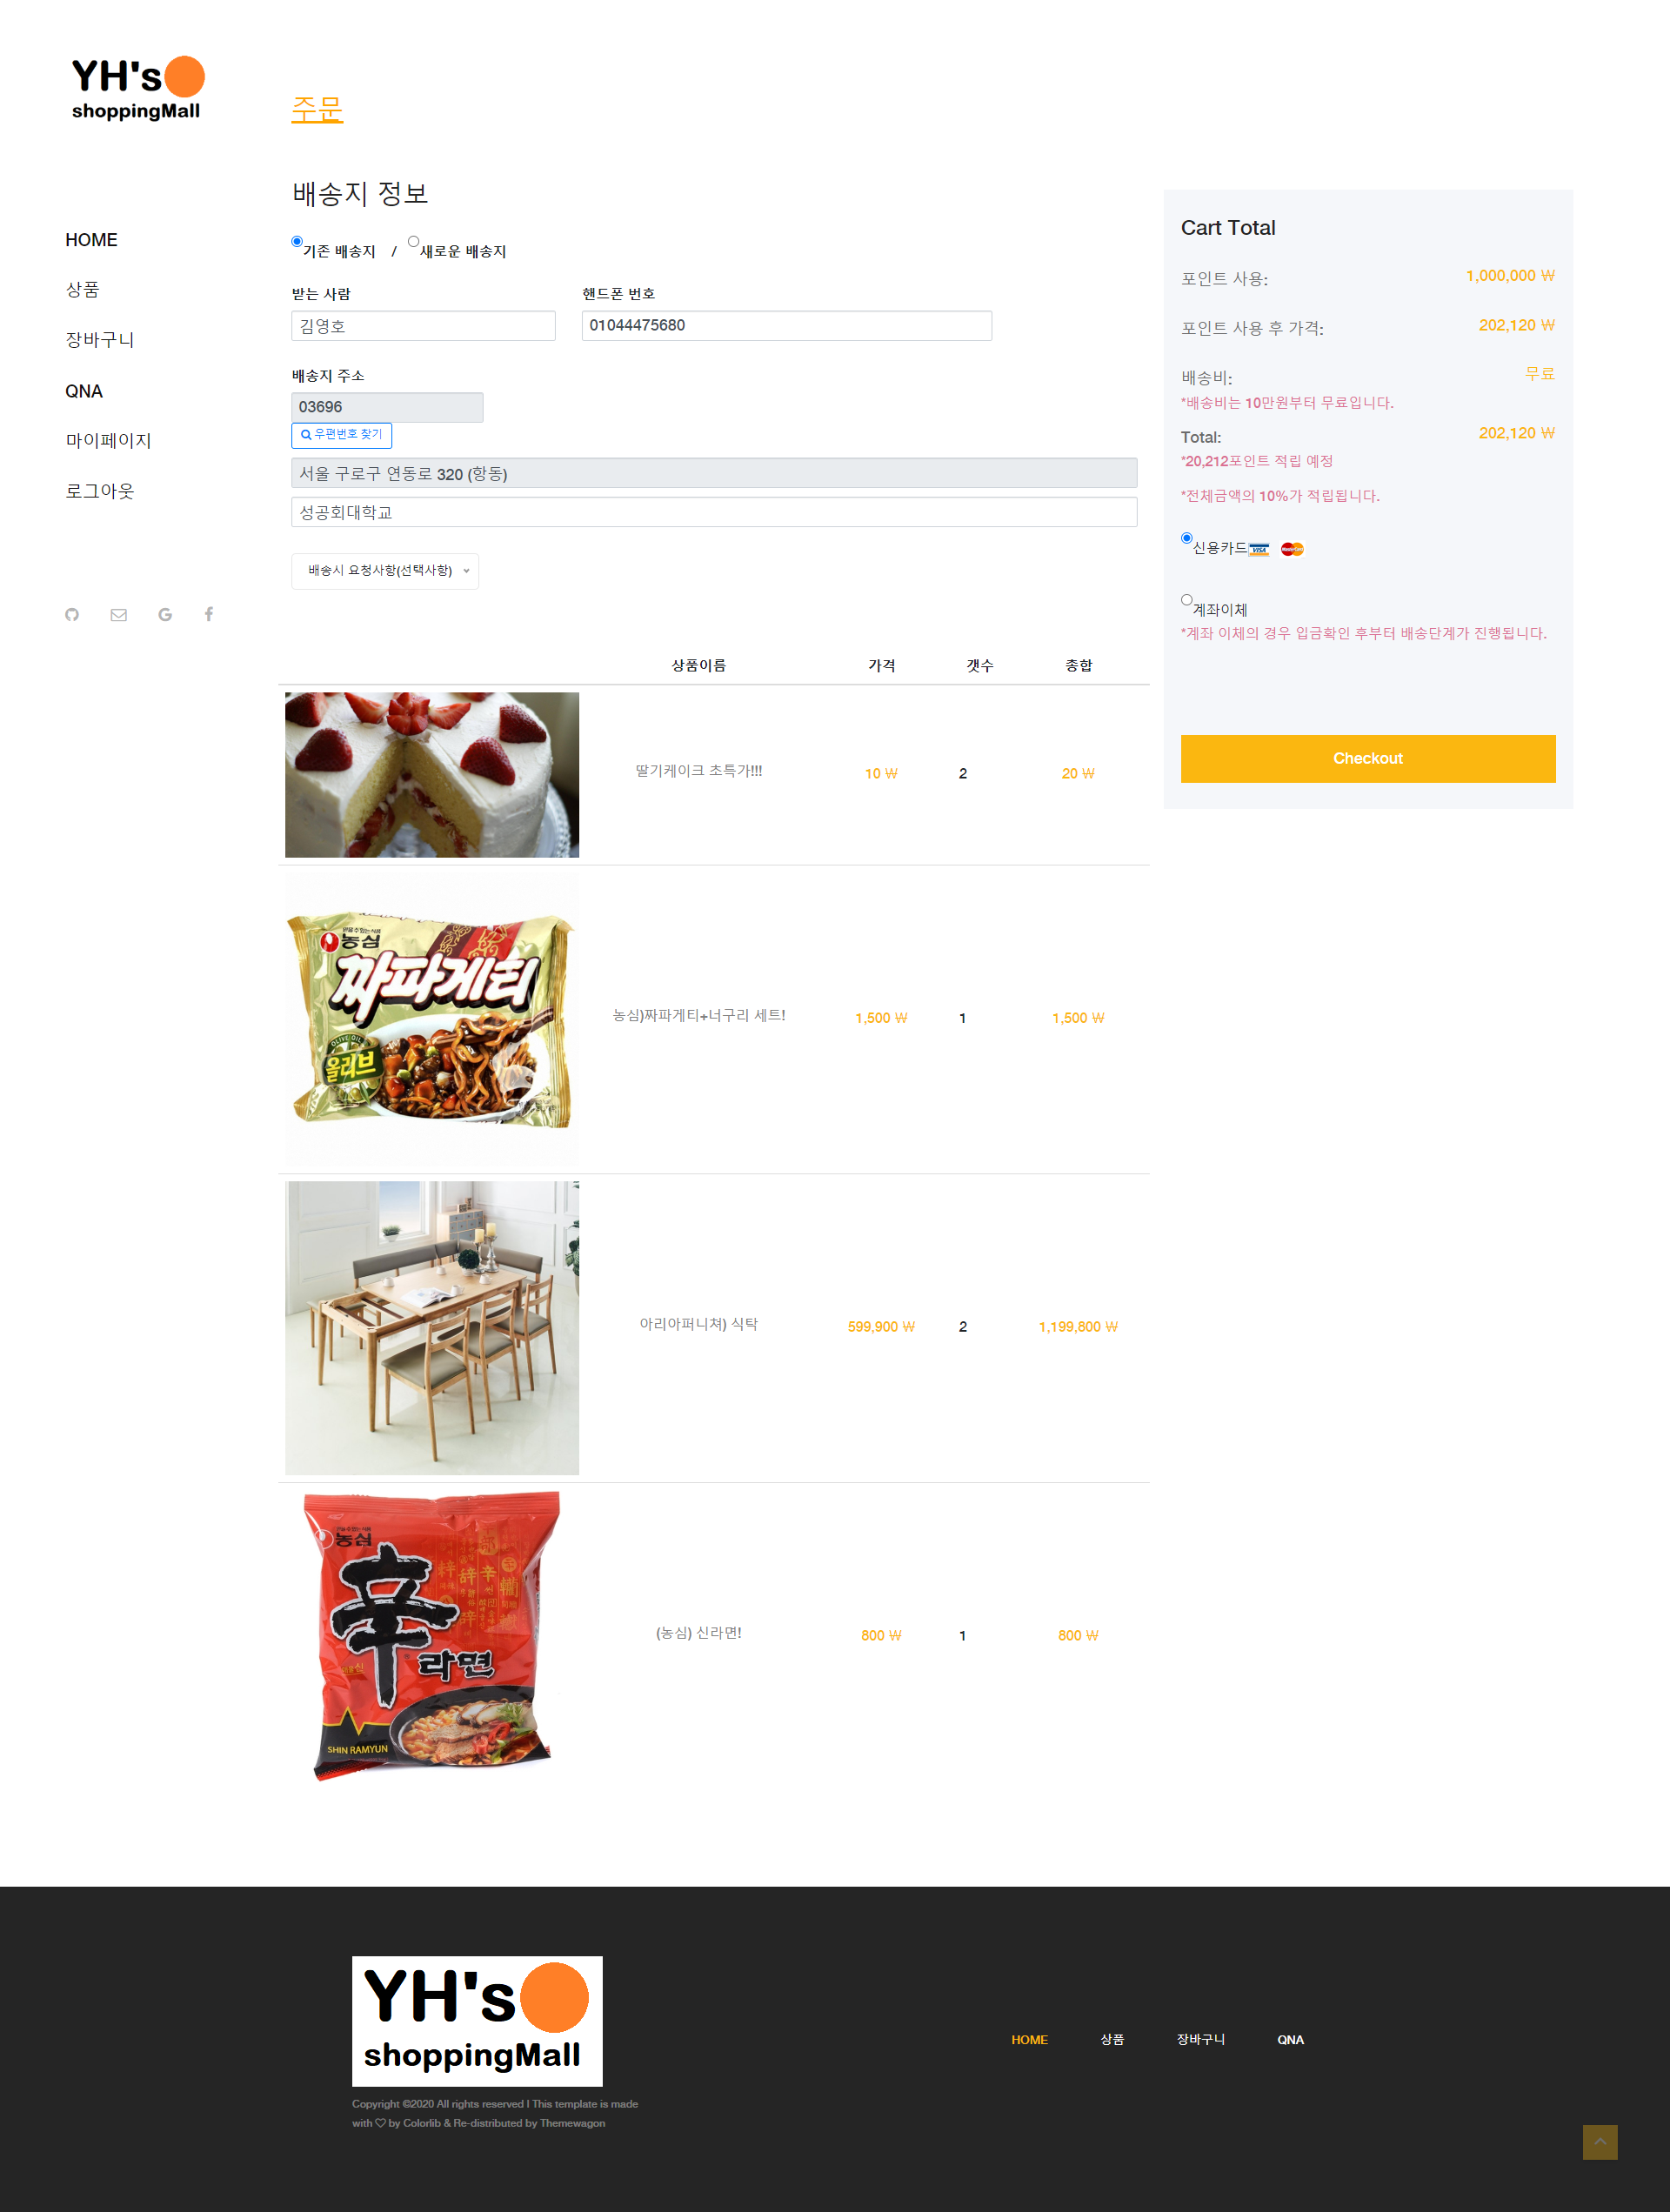 YH's
shoppingMall
주문
HOME
상품
장바구니
QNA
마이페이지
로그아웃
배송지 정보
기존 배송지 / 새로운 배송지
받는 사람 핸드폰 번호
김영호 01044475680
배송지 주소
03696
우편번호 찾기
서울 구로구 연동로 320 (항동)
성공회대학교
배송시 요청사항(선택사항)
Cart Total
포인트 사용: 1,000,000 ₩
포인트 사용 후 가격: 202,120 ₩
배송비: 무료
*배송비는 10만원부터 무료입니다.
Total: 202,120 ₩
*20,212포인트 적립 예정
*전체금액의 10%가 적립됩니다.
신용카드 VISA MasterCard
계좌이체
*계좌 이체의 경우 입금확인 후부터 배송단계가 진행됩니다.
Checkout
상품이름 가격 갯수 종합
딸기케이크 초특가!!! 10 ₩ 2 20 ₩
농심
짜파게티
OLIVE OIL
올리브
농심)짜파게티+너구리 세트! 1,500 ₩ 1 1,500 ₩
아리아퍼니쳐) 식탁 599,900 ₩ 2 1,199,800 ₩
농심
辛
라면
SHIN RAMYUN
(농심) 신라면! 800 ₩ 1 800 ₩
YH's
shoppingMall
HOME 상품 장바구니 QNA
Copyright ©2020 All rights reserved | This template is made
with ♡ by Colorlib & Re-distributed by Themewagon